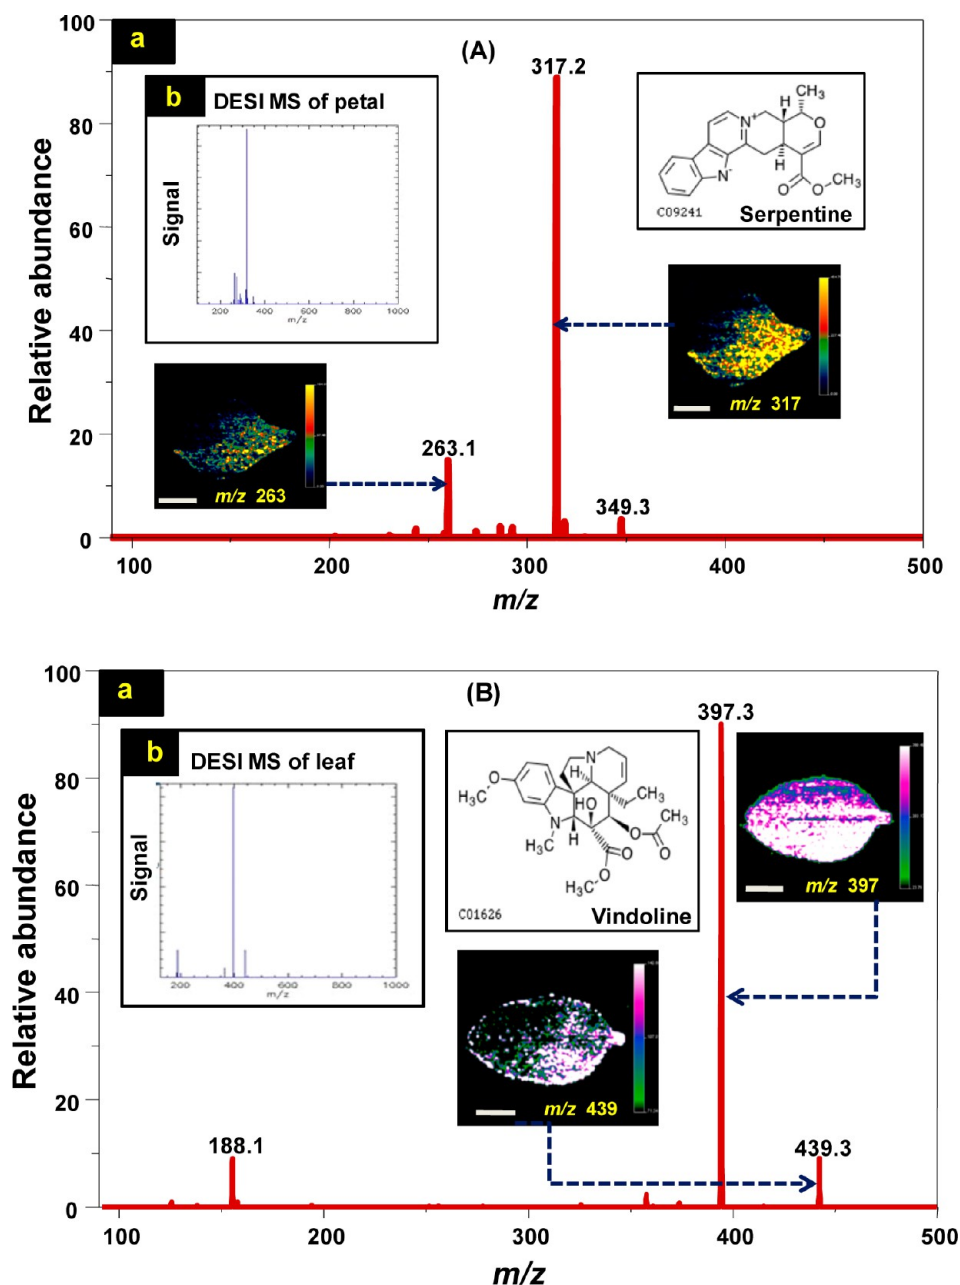 a
(A)
100
80
60
40
20
0
Relative abundance
b DESI MS of petal
Signal
200 400 600 800 1000
m/z
317.2
H CH₃
N⁺ O
H
N⁻
O O CH₃
C09241 Serpentine
m/z 317
m/z 263
263.1
349.3
100 200 300 400 500
m/z
a
(B)
100
80
60
40
20
0
Relative abundance
b DESI MS of leaf
Signal
200 400 600 800 1000
m/z
397.3
N
H
O
H₃C
HO CH₃
N CH₃
H₃C H O
O O
H₃C O
C01626 Vindoline
m/z 397
m/z 439
188.1
439.3
100 200 300 400 500
m/z